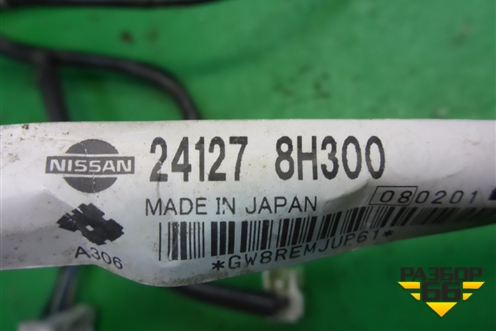 NISSAN
24127 8H300
MADE IN JAPAN
080201
A306
*GW8REMJUP61*
РАЗБОР
66